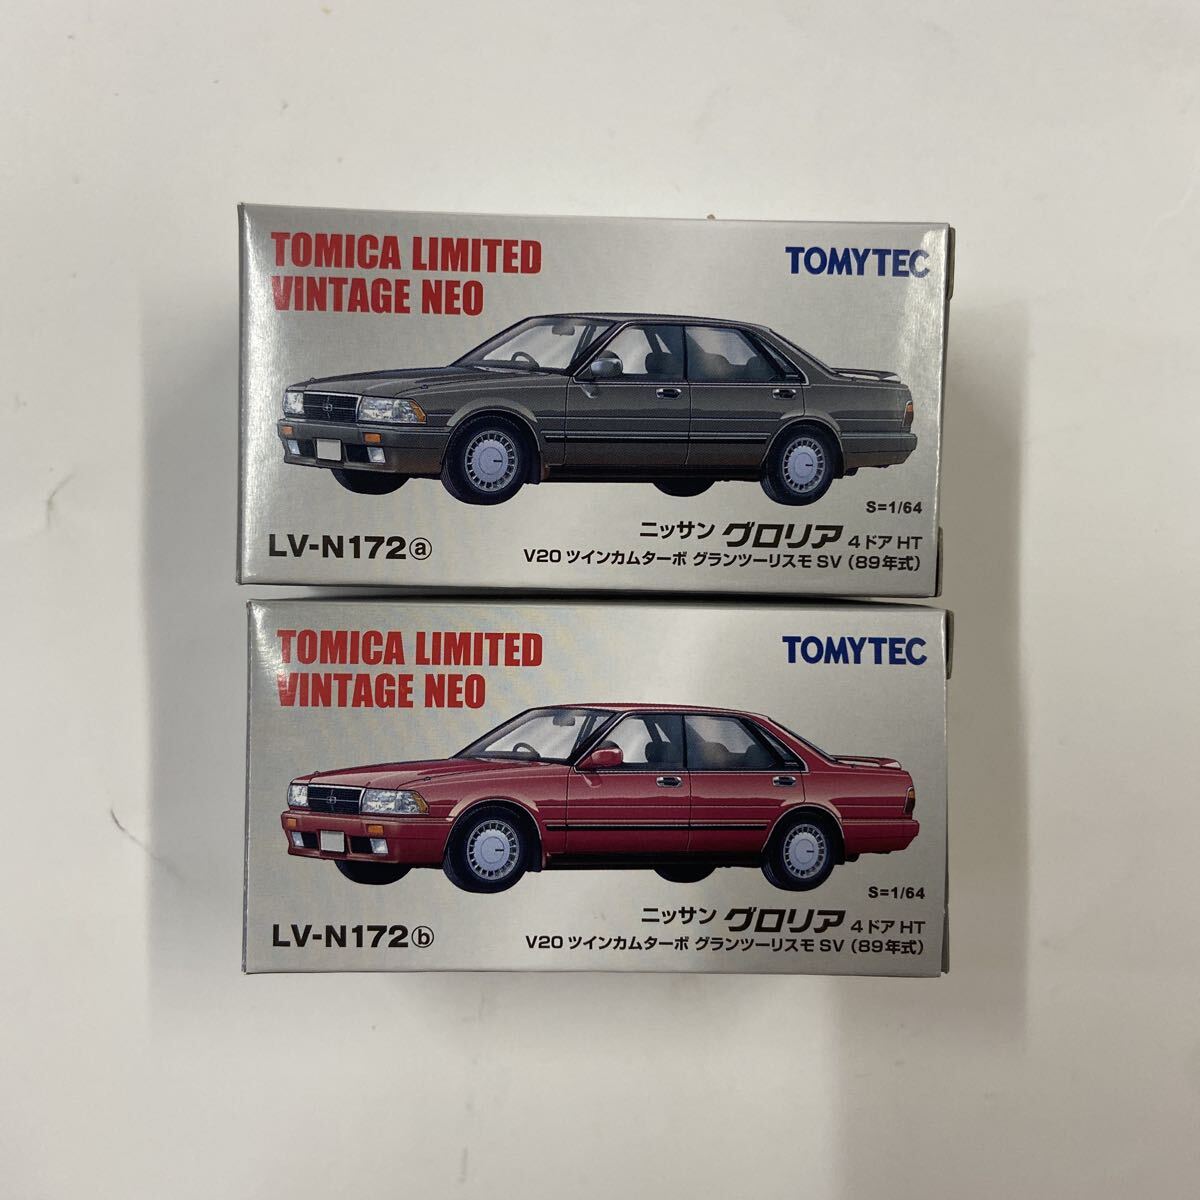 TOMICA LIMITED
VINTAGE NEO
TOMYTEC
S=1/64
LV-N172ⓐ
ニッサン グロリア 4ドア HT
V20 ツインカムターボ グランツーリスモ SV (89年式)
TOMICA LIMITED
VINTAGE NEO
TOMYTEC
S=1/64
LV-N172ⓑ
ニッサン グロリア 4ドア HT
V20 ツインカムターボ グランツーリスモ SV (89年式)